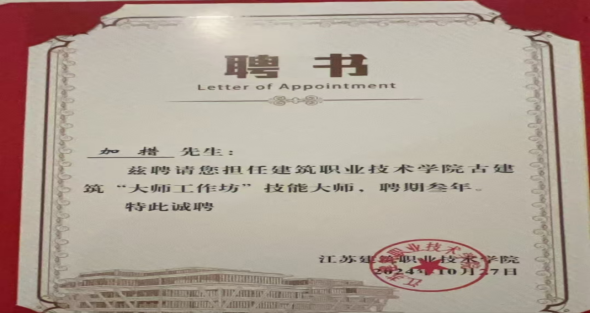 聘书
Letter of Appointment
加楷 先生：
兹聘请您担任建筑职业技术学院古建
筑“大师工作坊”技能大师，聘期叁年。
特此诚聘
江苏建筑职业技术学院
2024年10月27日